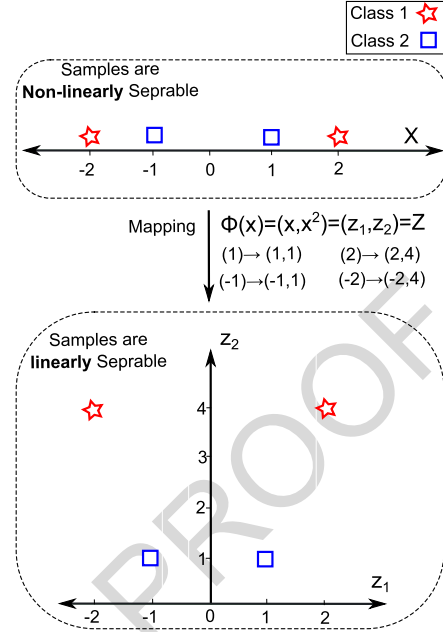 Class 1
Class 2
Samples are
Non-linearly Seprable
X
-2 -1 0 1 2
Mapping
Φ(x)=(x,x²)=(z₁,z₂)=Z
(1)→(1,1) (2)→(2,4)
(-1)→(-1,1) (-2)→(-2,4)
Samples are
linearly Seprable
z₂
4
3
2
1
z₁
-2 -1 0 1 2
PROOF